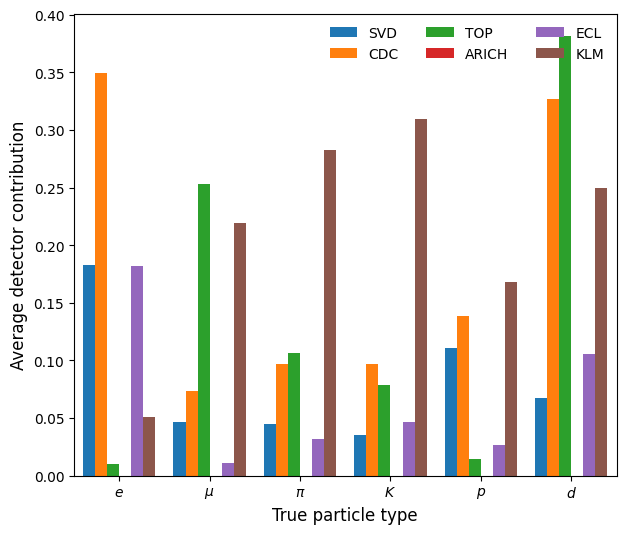 0.40
0.35
0.30
0.25
0.20
0.15
0.10
0.05
0.00
Average detector contribution
SVD TOP ECL
CDC ARICH KLM
e μ π K p d
True particle type